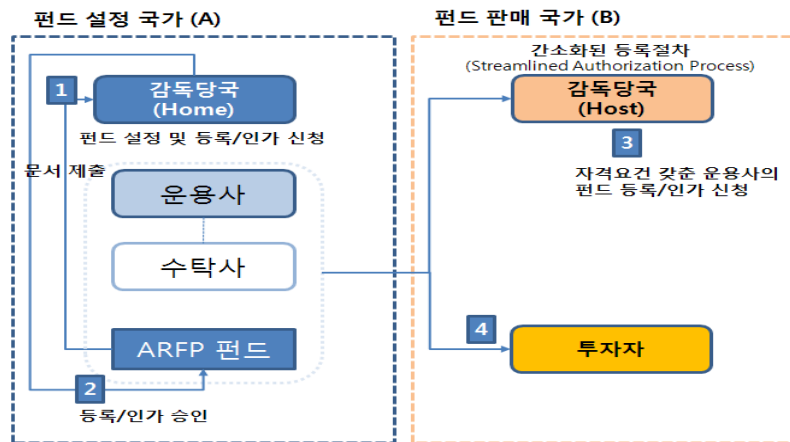 펀드 설정 국가 (A)
펀드 판매 국가 (B)
간소화된 등록절차
(Streamlined Authorization Process)
1
감독당국
(Home)
감독당국
(Host)
펀드 설정 및 등록/인가 신청
3
문서 제출
자격요건 갖춘 운용사의
펀드 등록/인가 신청
운용사
수탁사
4
투자자
ARFP 펀드
2
등록/인가 승인